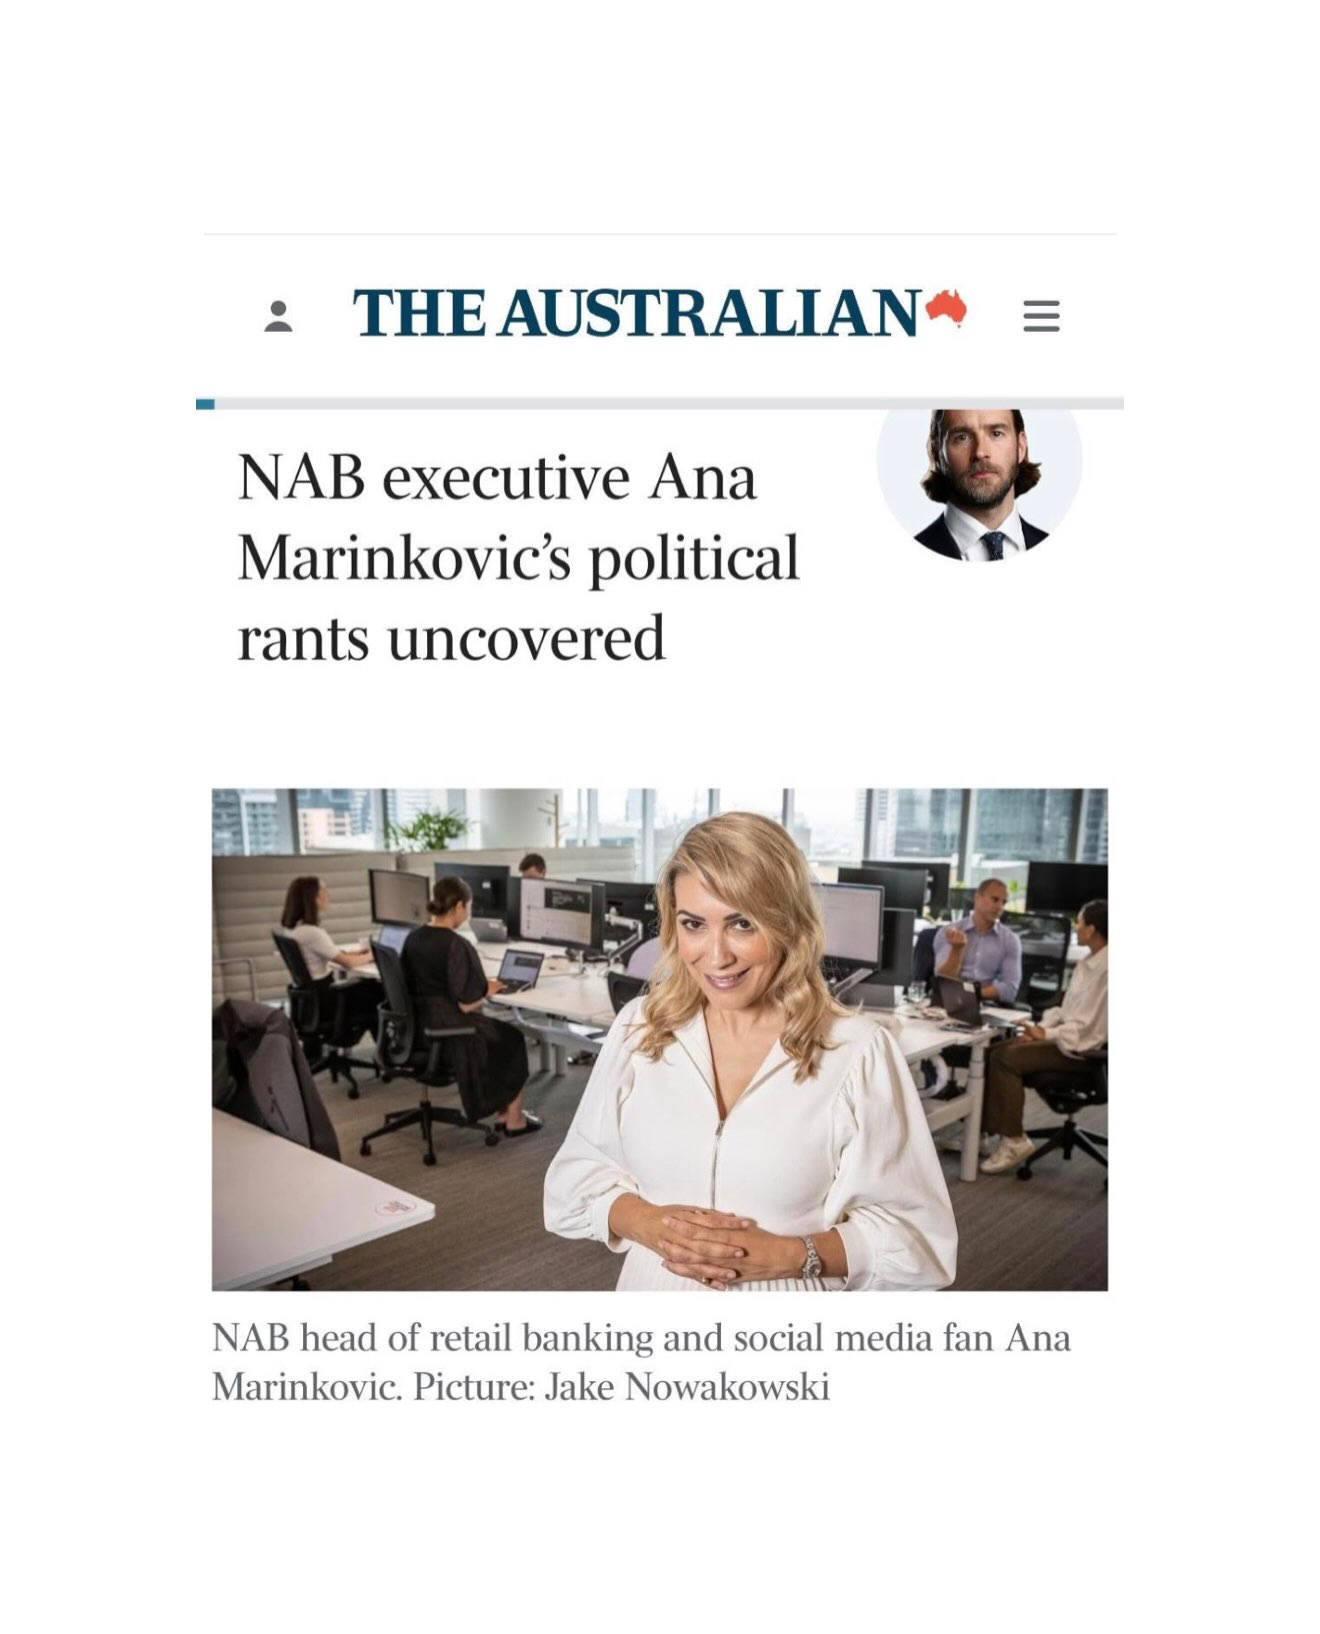 THE AUSTRALIAN
NAB executive Ana
Marinkovic’s political
rants uncovered
NAB head of retail banking and social media fan Ana
Marinkovic. Picture: Jake Nowakowski